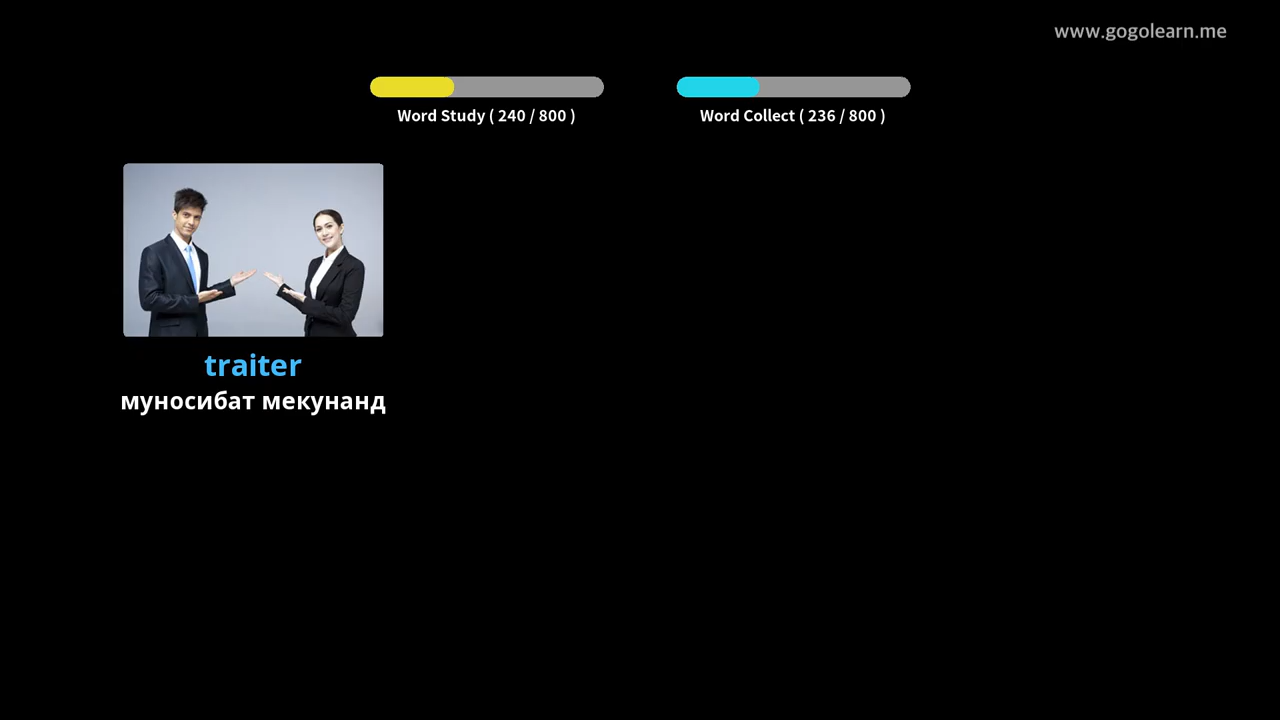 www.gogolearn.me
Word Study ( 240 / 800 )
Word Collect ( 236 / 800 )
traiter
муносибат мекунанд